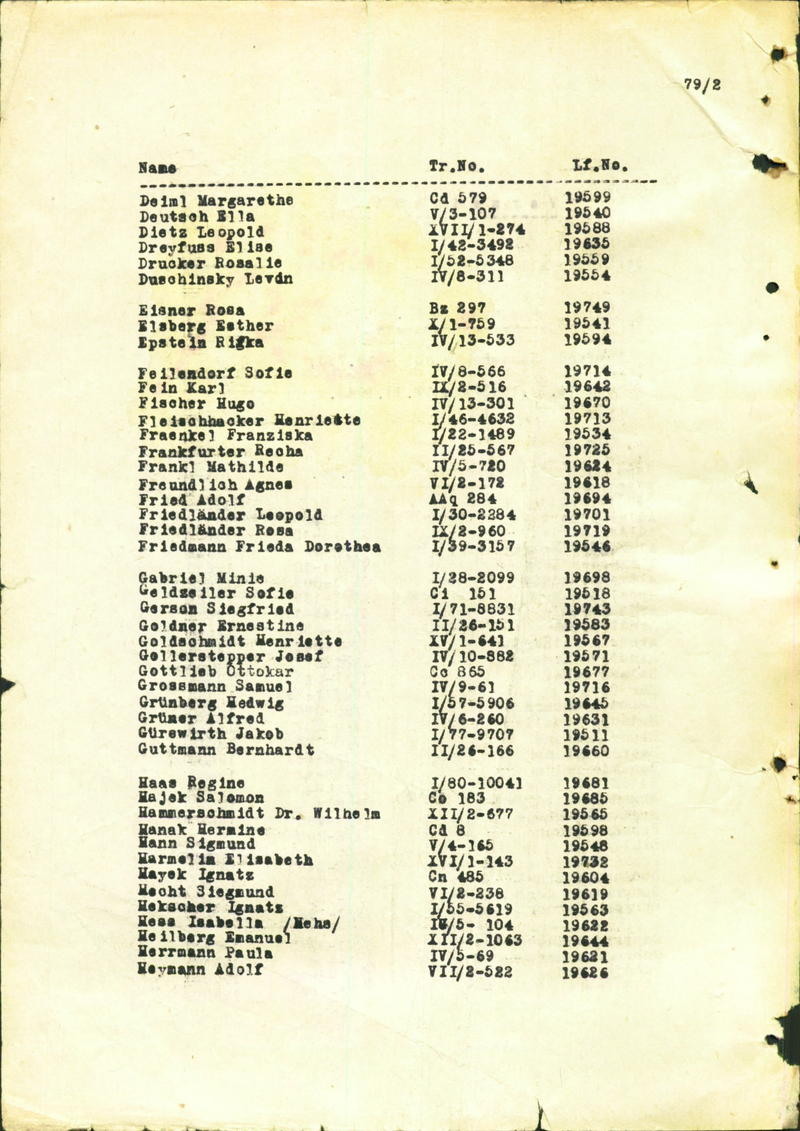 79/2
Name Tr.No. Lf.No.
Deiml Margarethe Cd 579 19599
Deutsch Ella V/3-107 19540
Dietz Leopold XVII/1-274 19588
Dreyfuss Elise I/42-3492 19635
Drucker Rosalie I/52-5348 19559
Duschinsky IV/8-311 19554
Eisner Rosa Bz 297 19749
Elsberg Esther X/1-759 19541
Epstein Rifka IV/13-533 19594
Feilendorf Sofie IV/8-566 19714
Fein Karl IX/2-516 19642
Fischer Hugo IV/13-301 19670
Fleischhacker Henriette I/46-4632 19713
Fraenkel Franziska I/22-1489 19534
Frankfurter Recha II/25-567 19725
Frankl Mathilde IV/5-720 19624
Freundlich Agnes VI/2-172 19618
Fried Adolf AAq 284 19694
Friedländer Leopold I/30-2284 19701
Friedländer Rosa IX/2-960 19719
Friedmann Frieda Dorothea I/39-3157 19546
Gabriel Minie I/28-2099 19698
Geldzeiler Sofie Ci 151 19518
Gerson Siegfried I/71-8831 19743
Goldner Ernestine II/26-151 19583
Goldschmidt Henriette XV/1-641 19567
Gollerstepper Josef IV/10-882 19571
Gottlieb Ottokar Co 865 19677
Grossmann Samuel IV/9-61 19716
Grünberg Hedwig I/57-5906 19645
Grüner Alfred IV/6-260 19631
Gürewirth Jakob I/77-9707 19511
Guttmann Bernhardt II/26-166 19660
Haas Regine I/80-10041 19681
Hajek Salomon Co 183 19685
Hammerschmidt Dr. Wilhelm XII/2-677 19565
Hanak Hermine Cd 8 19598
Hann Sigmund V/4-165 19548
Harmelin Elisabeth XVI/1-143 19732
Hayek Ignatz Cn 485 19604
Hecht Siegmund VI/2-238 19619
Hekscher Ignatz I/55-5619 19563
Hess Isabella /Hehs/ 104 19622
Heilberg Emanuel XII/2-1063 19644
Herrmann Paula IV/5-69 19621
Heymann Adolf VII/2-522 19626